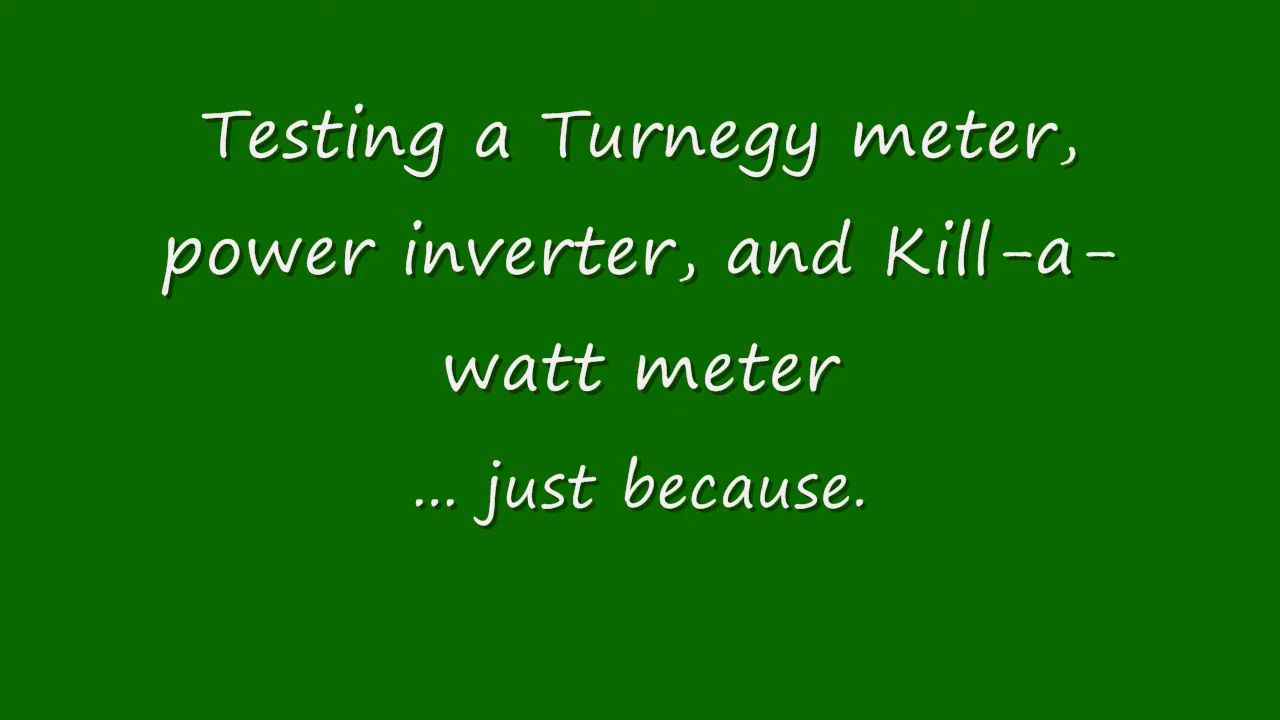 Testing a Turnegy meter,
power inverter, and Kill-a-
watt meter
... just because.